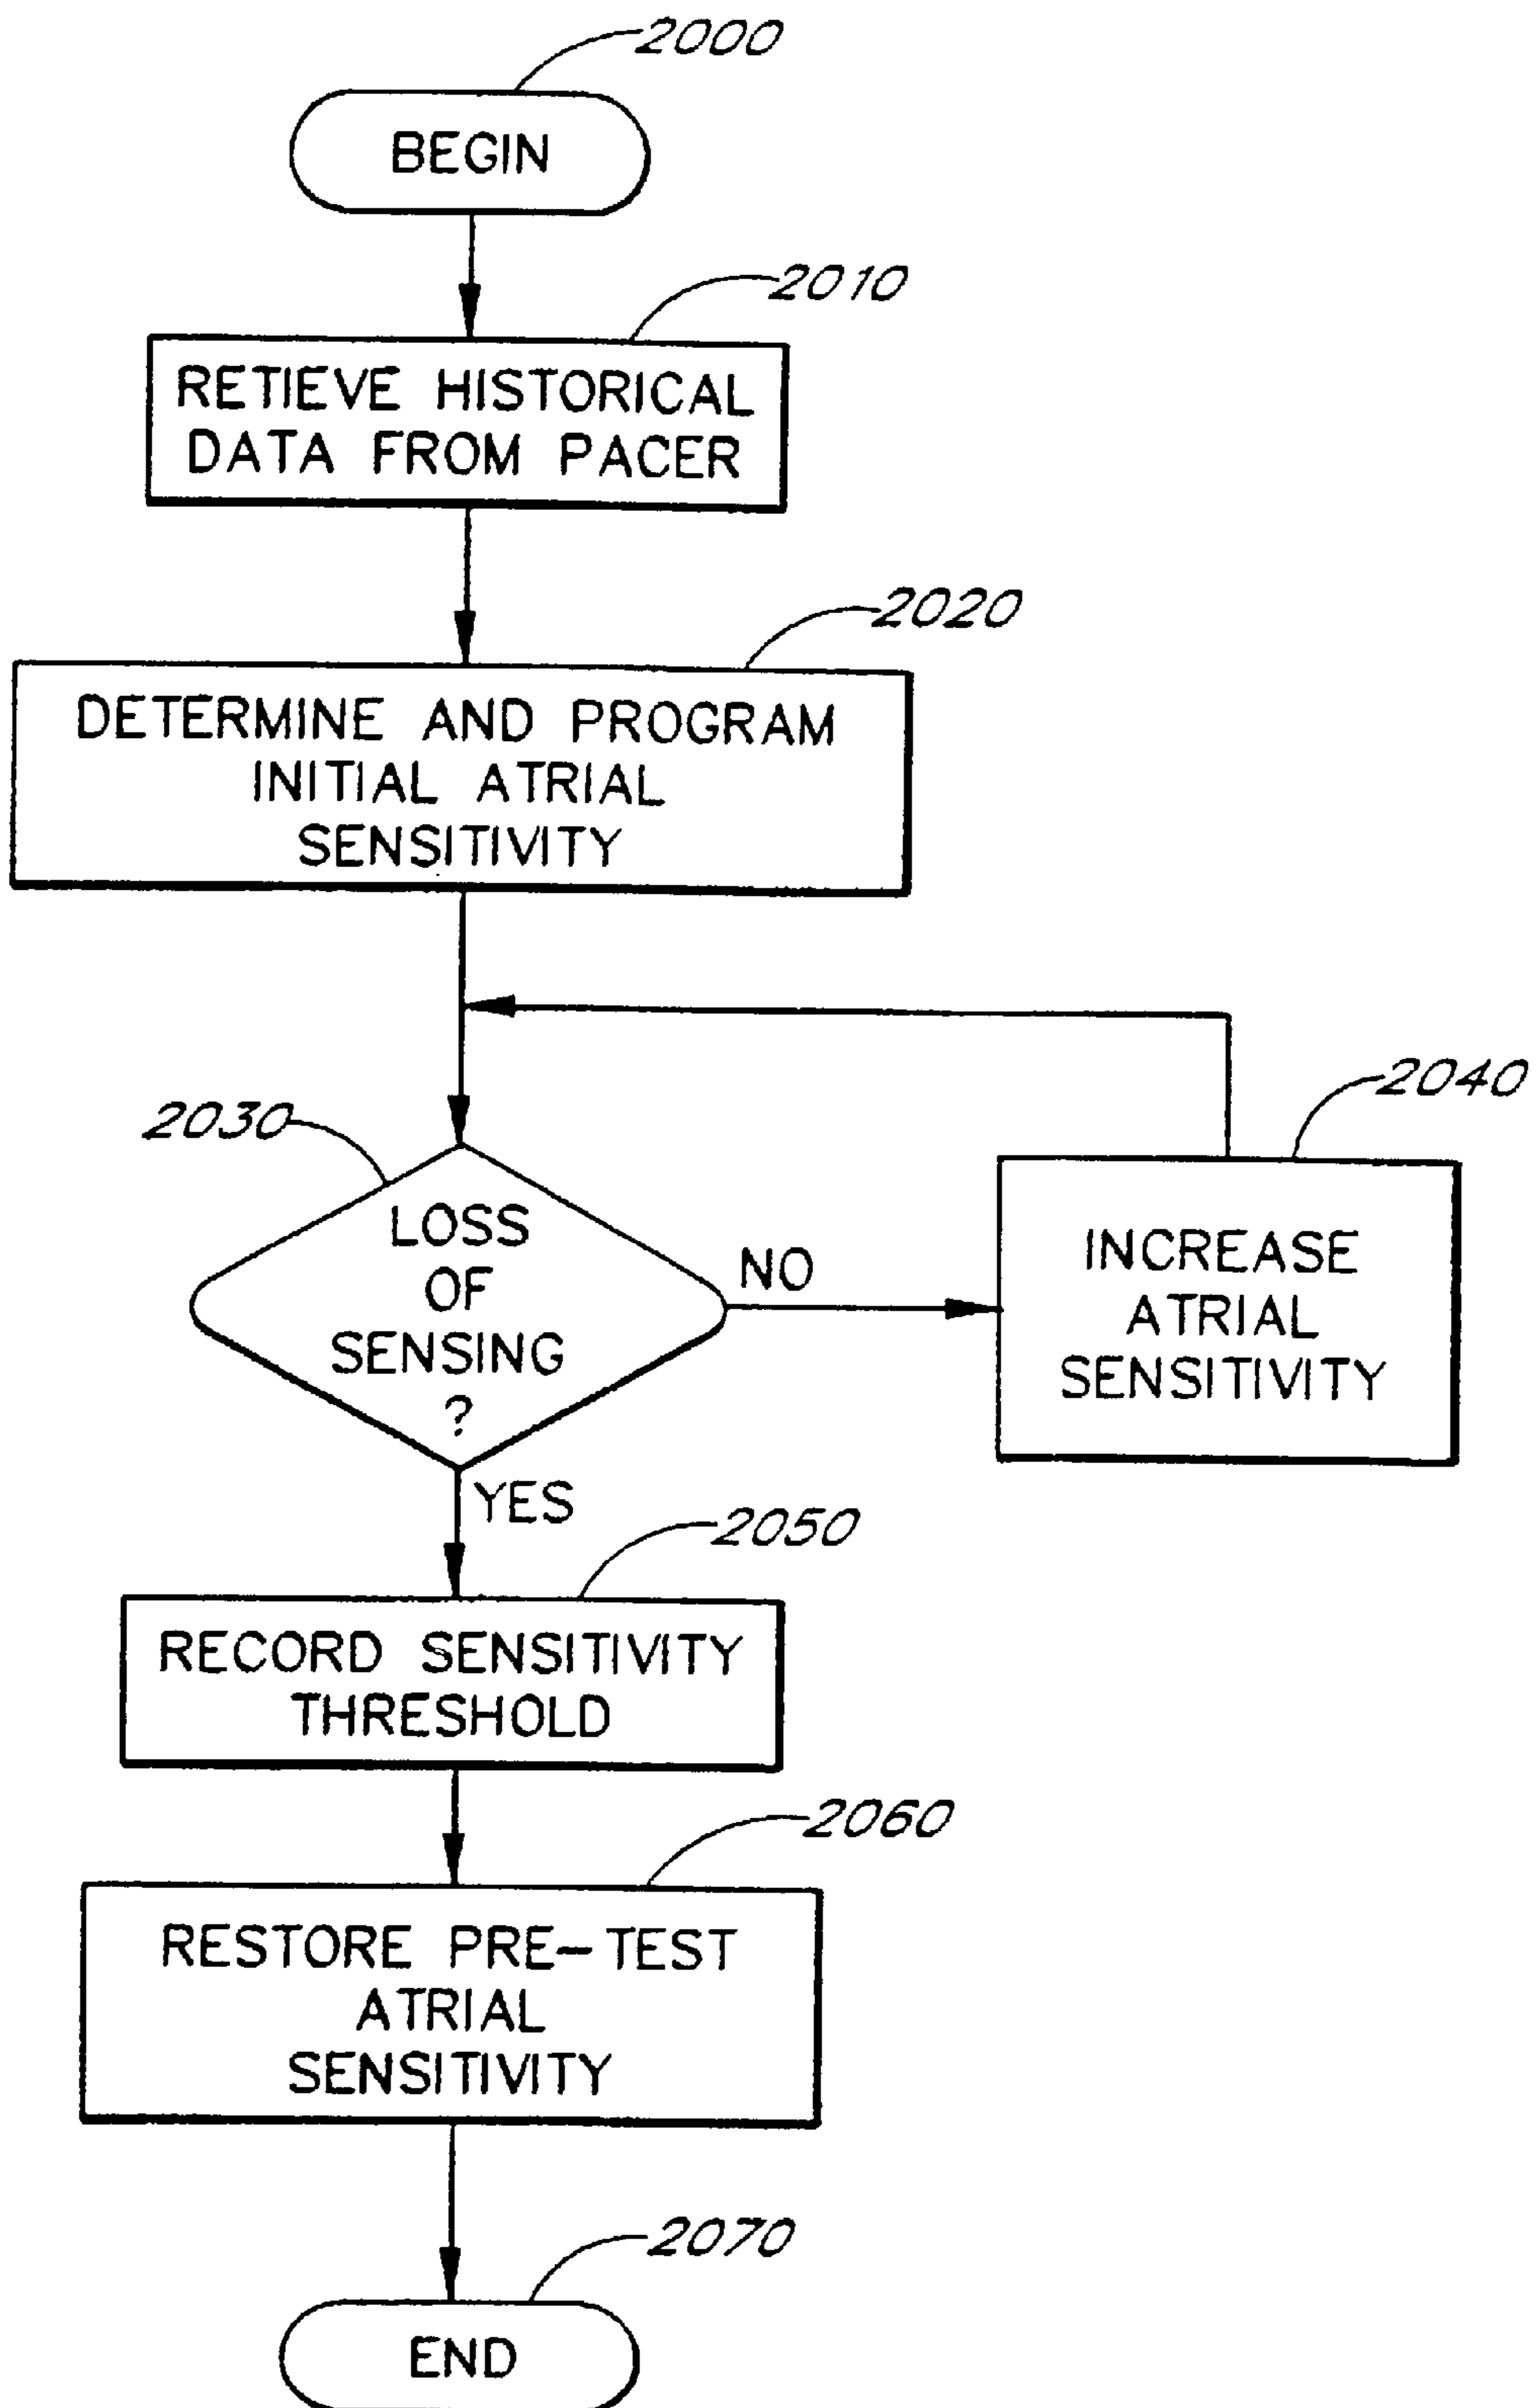 2000
BEGIN
2010
RETIEVE HISTORICAL
DATA FROM PACER
2020
DETERMINE AND PROGRAM
INITIAL ATRIAL
SENSITIVITY
2030
LOSS
OF
SENSING
?
NO
2040
INCREASE
ATRIAL
SENSITIVITY
YES
2050
RECORD SENSITIVITY
THRESHOLD
2060
RESTORE PRE-TEST
ATRIAL
SENSITIVITY
2070
END